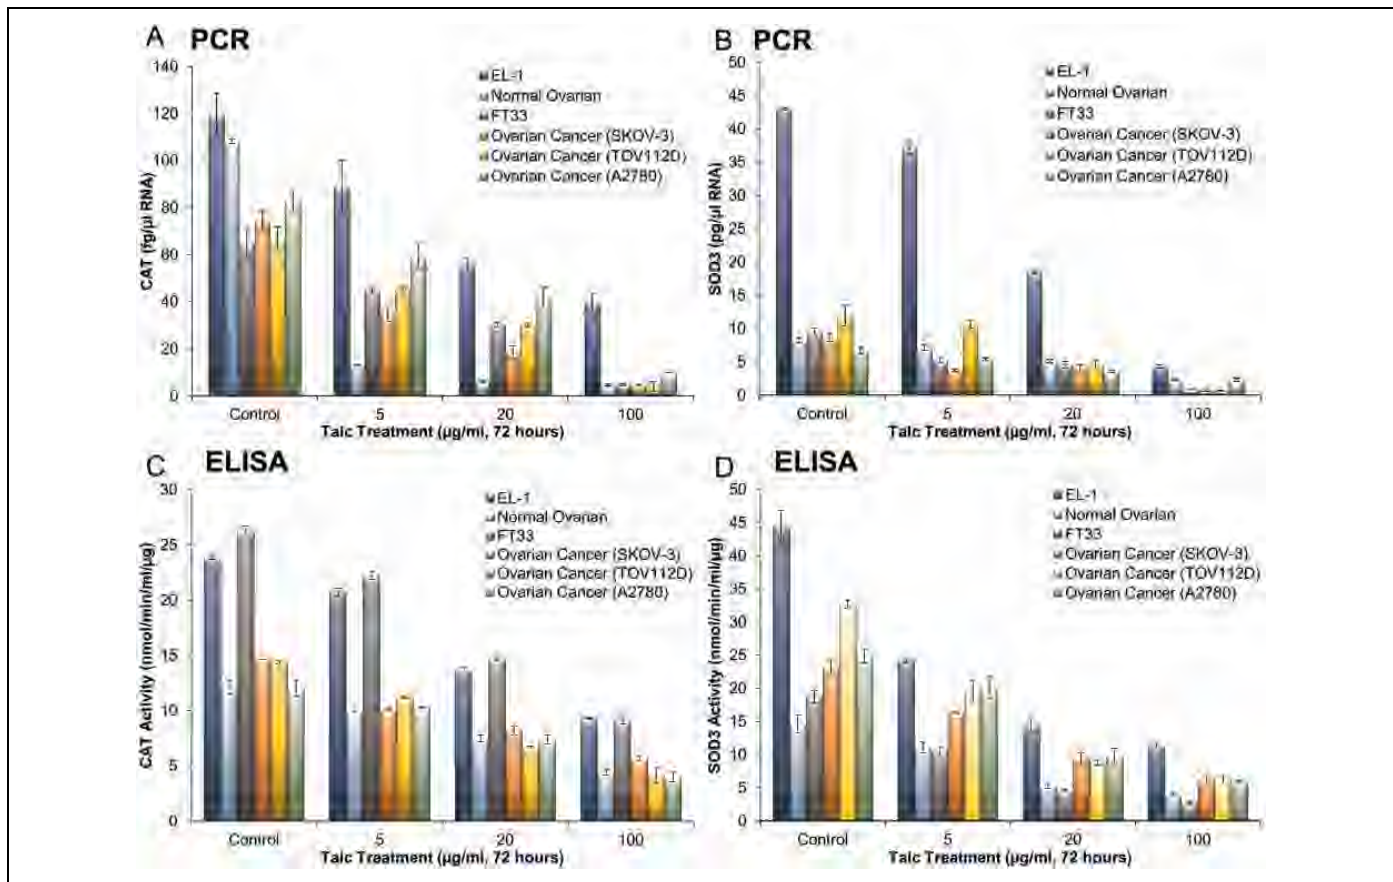 A PCR
CAT (fg/µl RNA)
140
120
100
80
60
40
20
0
EL-1
Normal Ovarian
FT33
Ovarian Cancer (SKOV-3)
Ovarian Cancer (TOV112D)
Ovarian Cancer (A2780)
Control 5 20 100
Talc Treatment (µg/ml, 72 hours)
B PCR
SOD3 (pg/µl RNA)
50
45
40
35
30
25
20
15
10
5
0
EL-1
Normal Ovarian
FT33
Ovarian Cancer (SKOV-3)
Ovarian Cancer (TOV112D)
Ovarian Cancer (A2780)
Control 5 20 100
Talc Treatment (µg/ml, 72 hours)
C ELISA
CAT Activity (nmol/min/ml/µg)
30
25
20
15
10
5
0
EL-1
Normal Ovarian
FT33
Ovarian Cancer (SKOV-3)
Ovarian Cancer (TOV112D)
Ovarian Cancer (A2780)
Control 5 20 100
Talc Treatment (µg/ml, 72 hours)
D ELISA
SOD3 Activity (nmol/min/ml/µg)
50
45
40
35
30
25
20
15
10
5
0
EL-1
Normal Ovarian
FT33
Ovarian Cancer (SKOV-3)
Ovarian Cancer (TOV112D)
Ovarian Cancer (A2780)
Control 5 20 100
Talc Treatment (µg/ml, 72 hours)